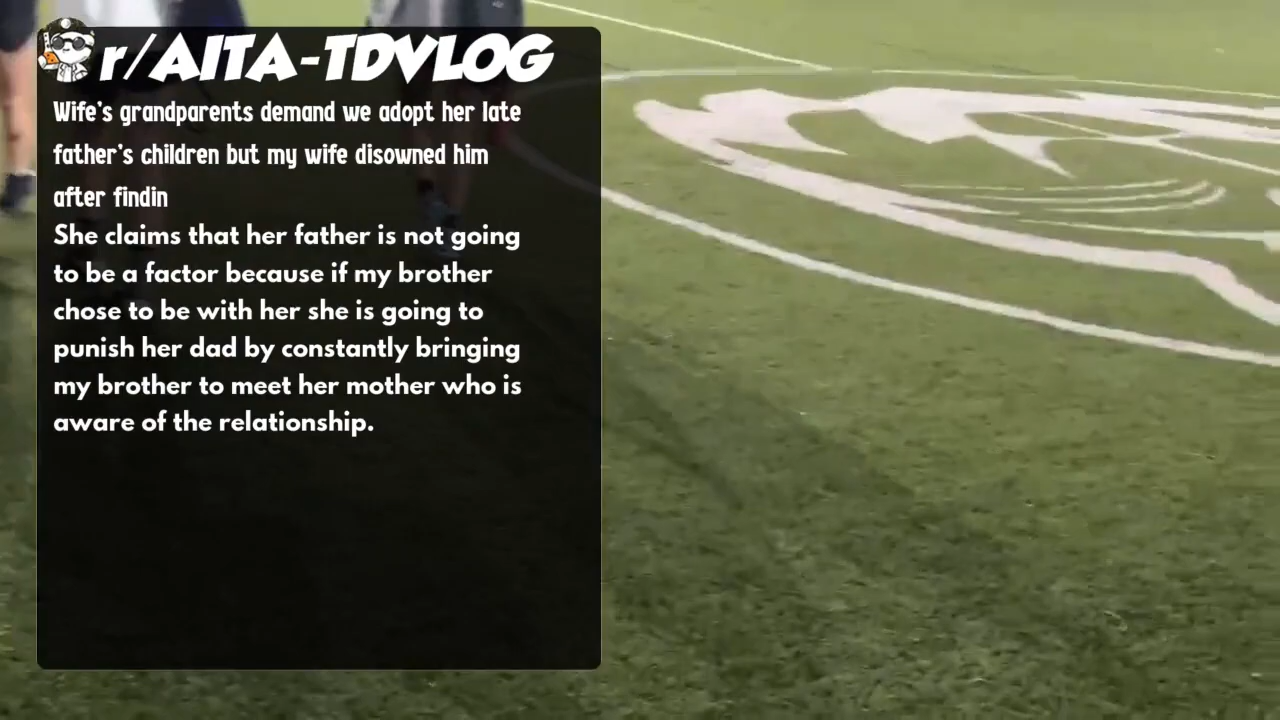 r/AITA-TDVLOG
Wife's grandparents demand we adopt her late
father's children but my wife disowned him
after findin
She claims that her father is not going
to be a factor because if my brother
chose to be with her she is going to
punish her dad by constantly bringing
my brother to meet her mother who is
aware of the relationship.